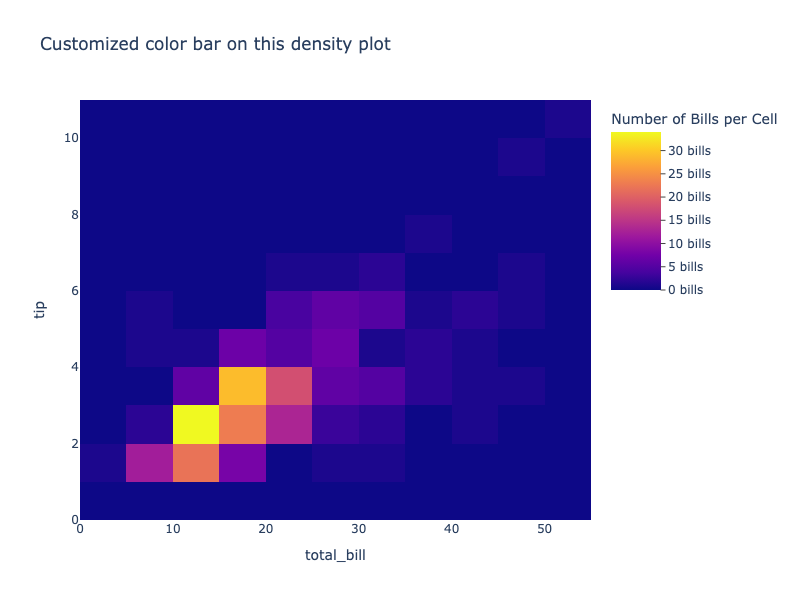 Customized color bar on this density plot
Number of Bills per Cell
30 bills
25 bills
20 bills
15 bills
10 bills
5 bills
0 bills
tip
10
8
6
4
2
0
0 10 20 30 40 50
total_bill